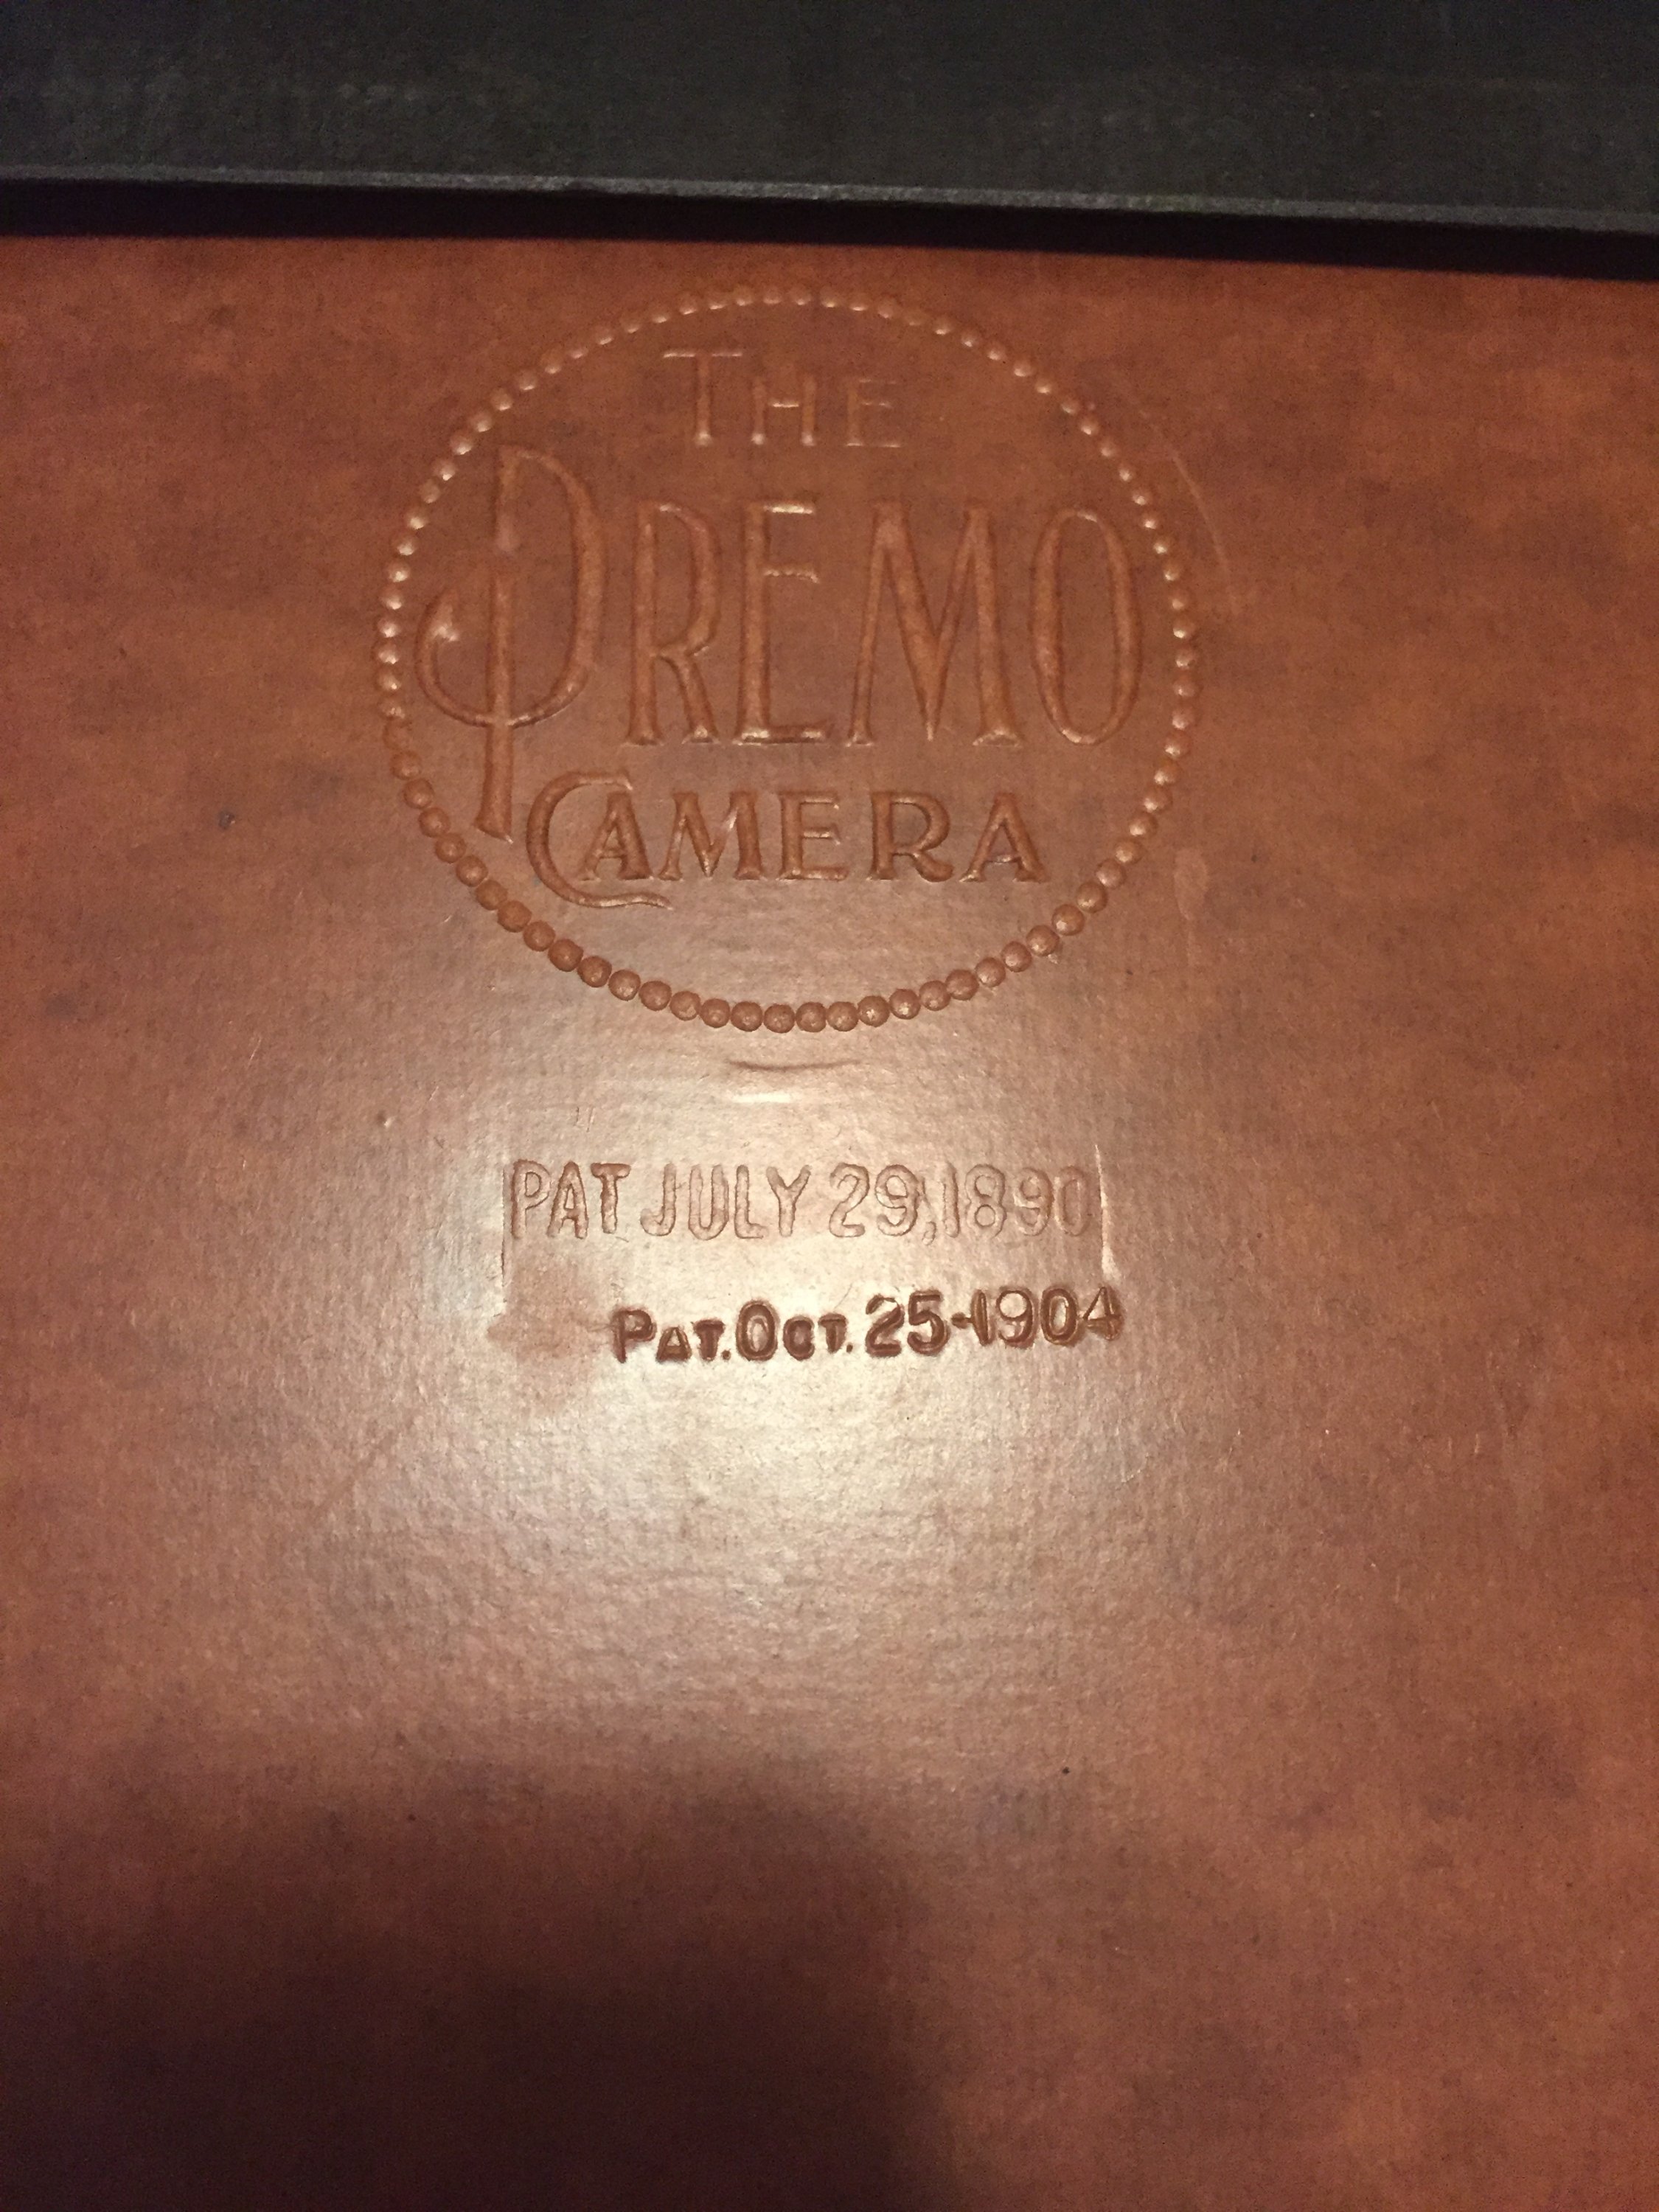 THE
PREMO
CAMERA
PAT JULY 29,1890
PAT. OCT. 25-1904